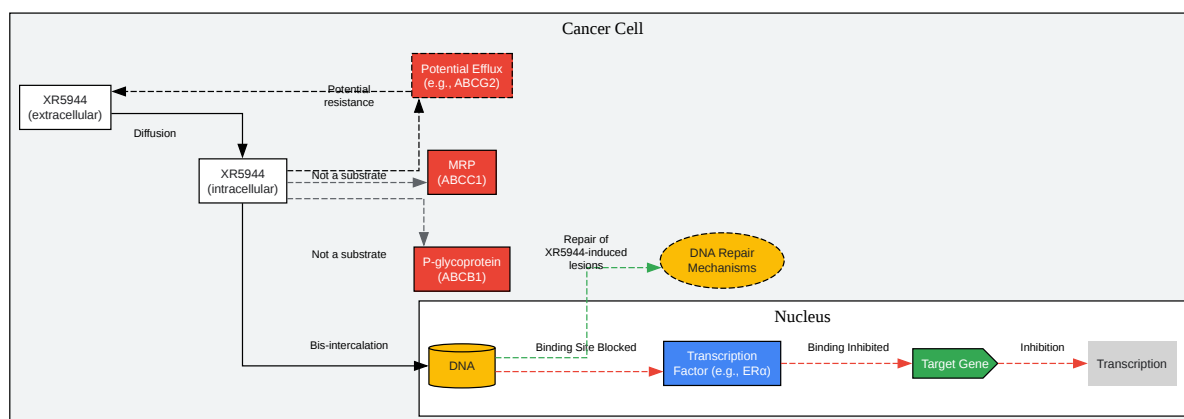 Cancer Cell
Potential Efflux
(e.g., ABCG2)
Potential
resistance
XR5944
(extracellular)
Diffusion
XR5944
(intracellular)
Not a substrate
MRP
(ABCC1)
Not a substrate
P-glycoprotein
(ABCB1)
Repair of
XR5944-induced
lesions
DNA Repair
Mechanisms
Nucleus
Bis-intercalation
DNA
Binding Site Blocked
Transcription
Factor (e.g., ERα)
Binding Inhibited
Target Gene
Inhibition
Transcription